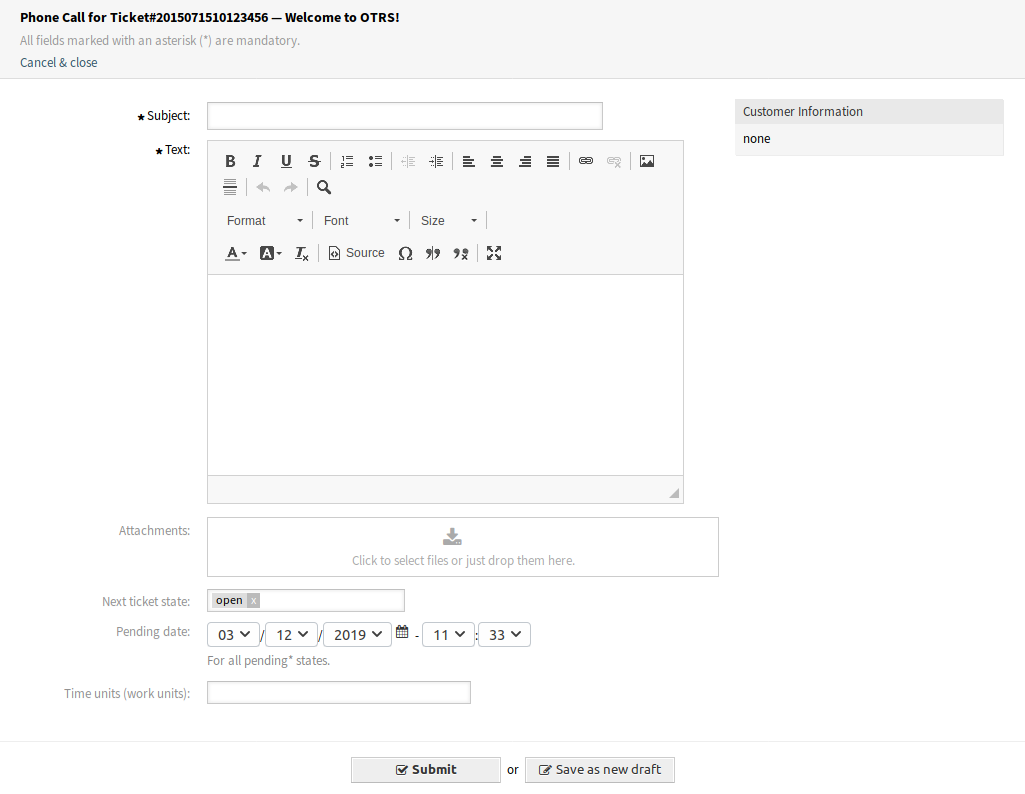 Phone Call for Ticket#2015071510123456 — Welcome to OTRS!
All fields marked with an asterisk (*) are mandatory.
Cancel & close
★ Subject:
Customer Information
none
★ Text:
B I U S
Format Font Size
A A Tx Source Ω
Attachments:
Click to select files or just drop them here.
Next ticket state: open x
Pending date: 03 / 12 / 2019 - 11 : 33
For all pending* states.
Time units (work units):
Submit or Save as new draft